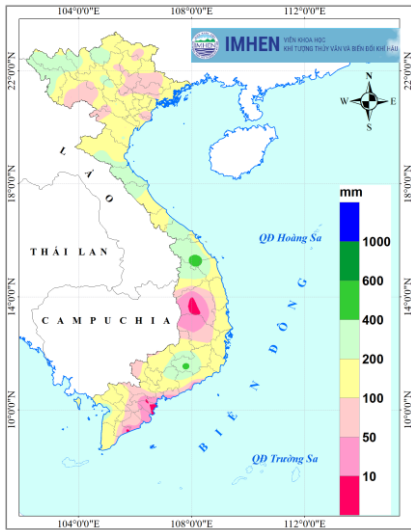 104°0'0"E 108°0'0"E 112°0'0"E
IMHEN
VIỆN KHOA HỌC
KHÍ TƯỢNG THỦY VĂN VÀ BIẾN ĐỔI KHÍ HẬU
IMHEN
22°0'0"N
22°0'0"N
N
W E
S
LÀO
18°0'0"N
18°0'0"N
mm
QĐ Hoàng Sa
1000
THÁI LAN
600
14°0'0"N
14°0'0"N
CAMPUCHIA
400
200
BIỂN ĐÔNG
100
10°0'0"N
10°0'0"N
50
QĐ Trường Sa
10
104°0'0"E 108°0'0"E 112°0'0"E